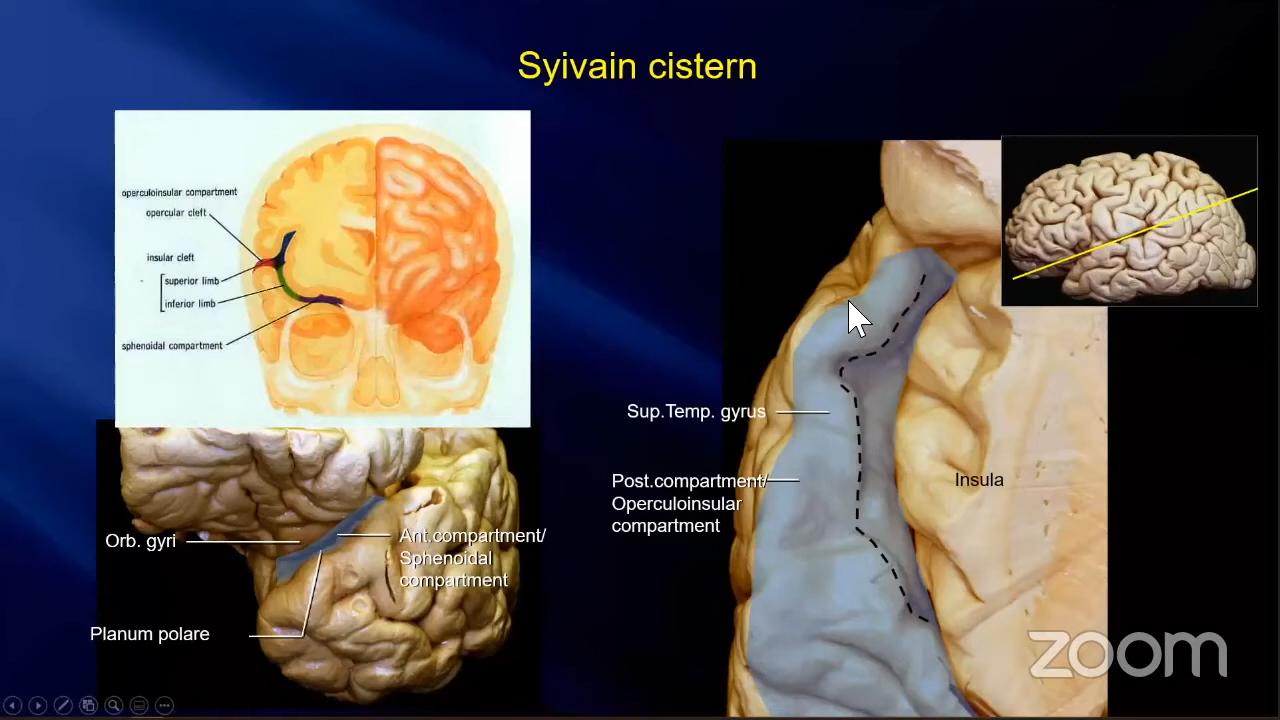 Syivain cistern
operculoinsular compartment
opercular cleft
insular cleft
superior limb
inferior limb
sphenoidal compartment
Orb. gyri
Ant.compartment/
Sphenoidal
compartment
Planum polare
Sup.Temp. gyrus
Post.compartment/
Operculoinsular
compartment
Insula
zoom